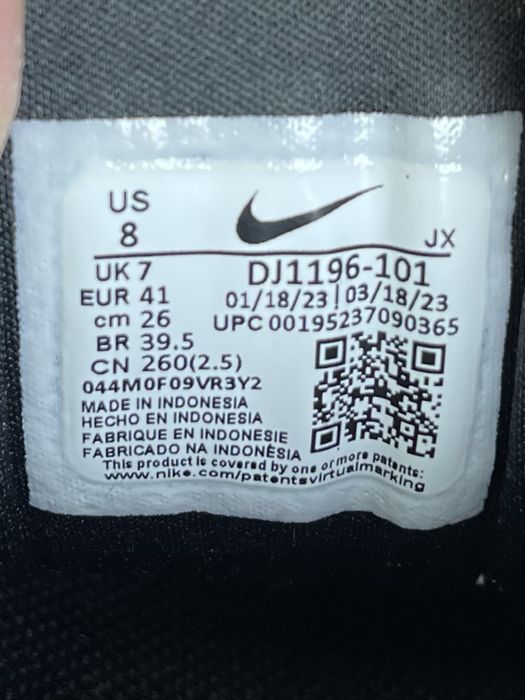 US
8
JX
UK 7
DJ1196-101
EUR 41
01/18/23 | 03/18/23
cm 26
UPC 00195237090365
BR 39.5
CN 260(2.5)
044M0F09VR3Y2
MADE IN INDONESIA
HECHO EN INDONESIA
FABRIQUE EN INDONESIE
FABRICADO NA INDONÈSIA
This product is covered by one or more patents:
www.nike.com/patentsvirtualmarking